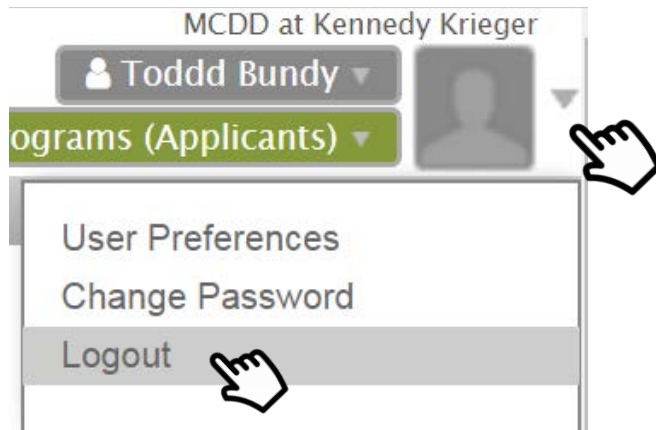 MCDD at Kennedy Krieger
Toddd Bundy
ograms (Applicants)
User Preferences
Change Password
Logout